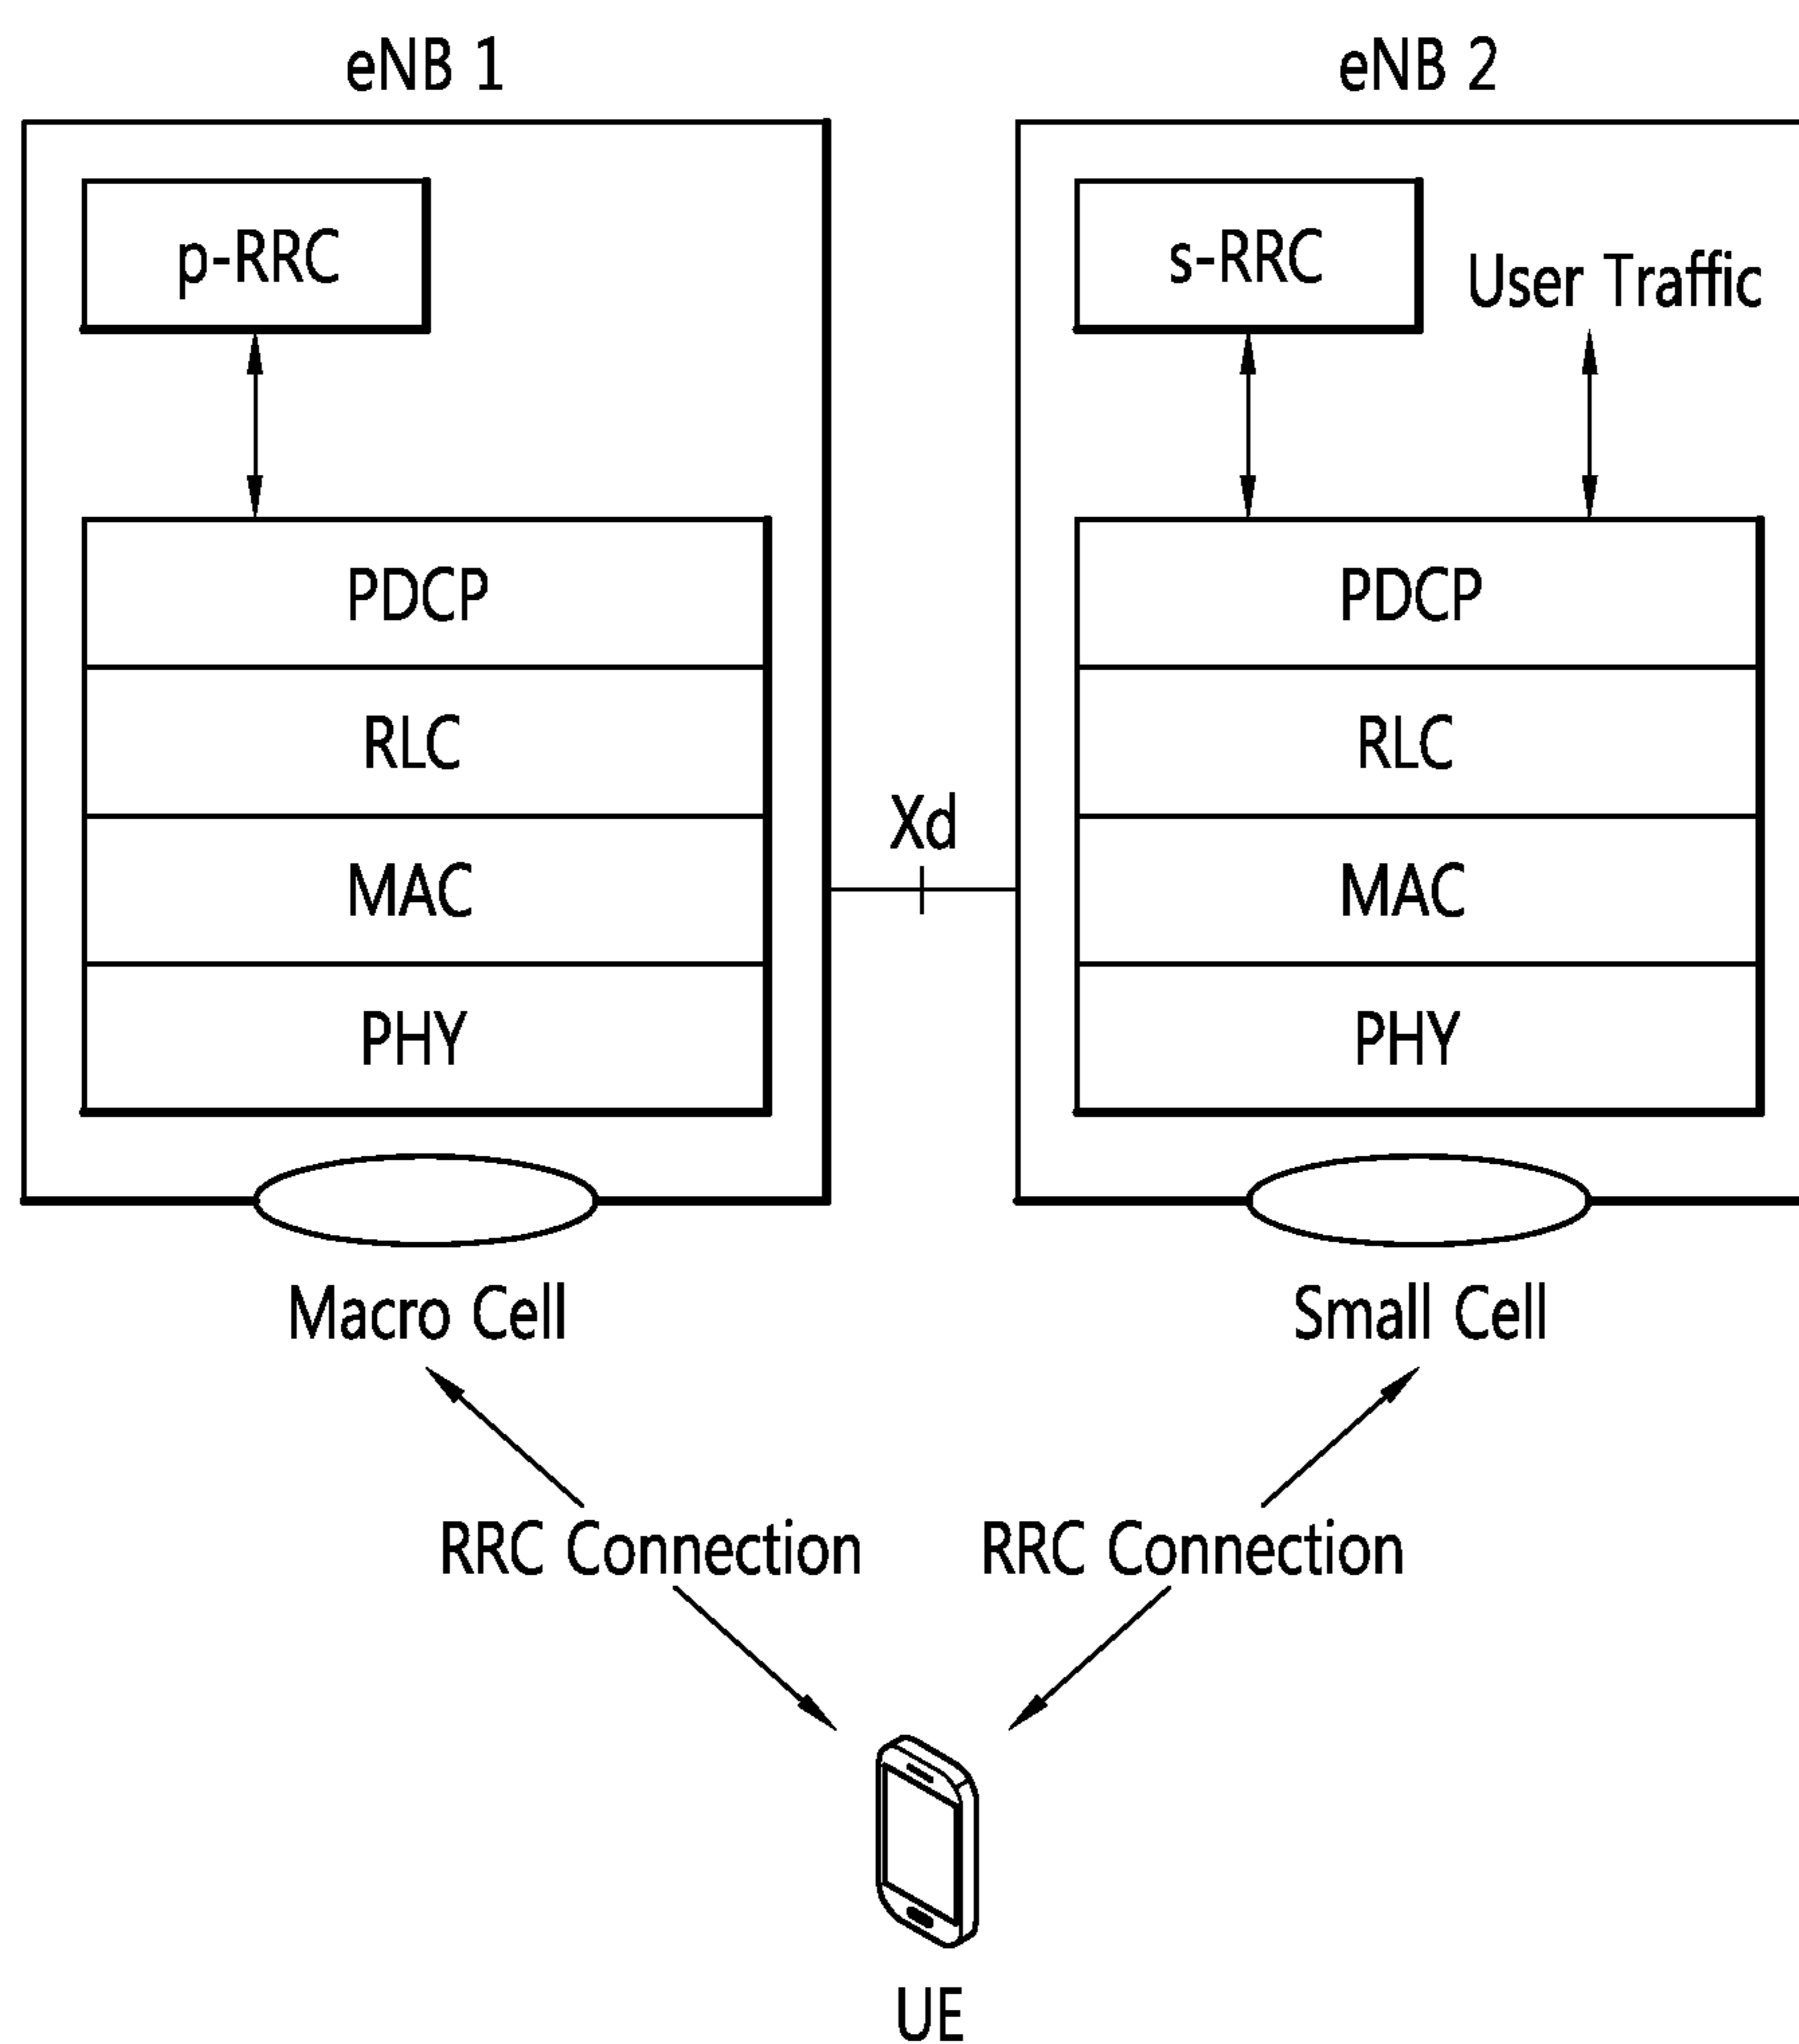 eNB 1
eNB 2
p-RRC
s-RRC
User Traffic
PDCP
PDCP
RLC
RLC
Xd
MAC
MAC
PHY
PHY
Macro Cell
Small Cell
RRC Connection
RRC Connection
UE